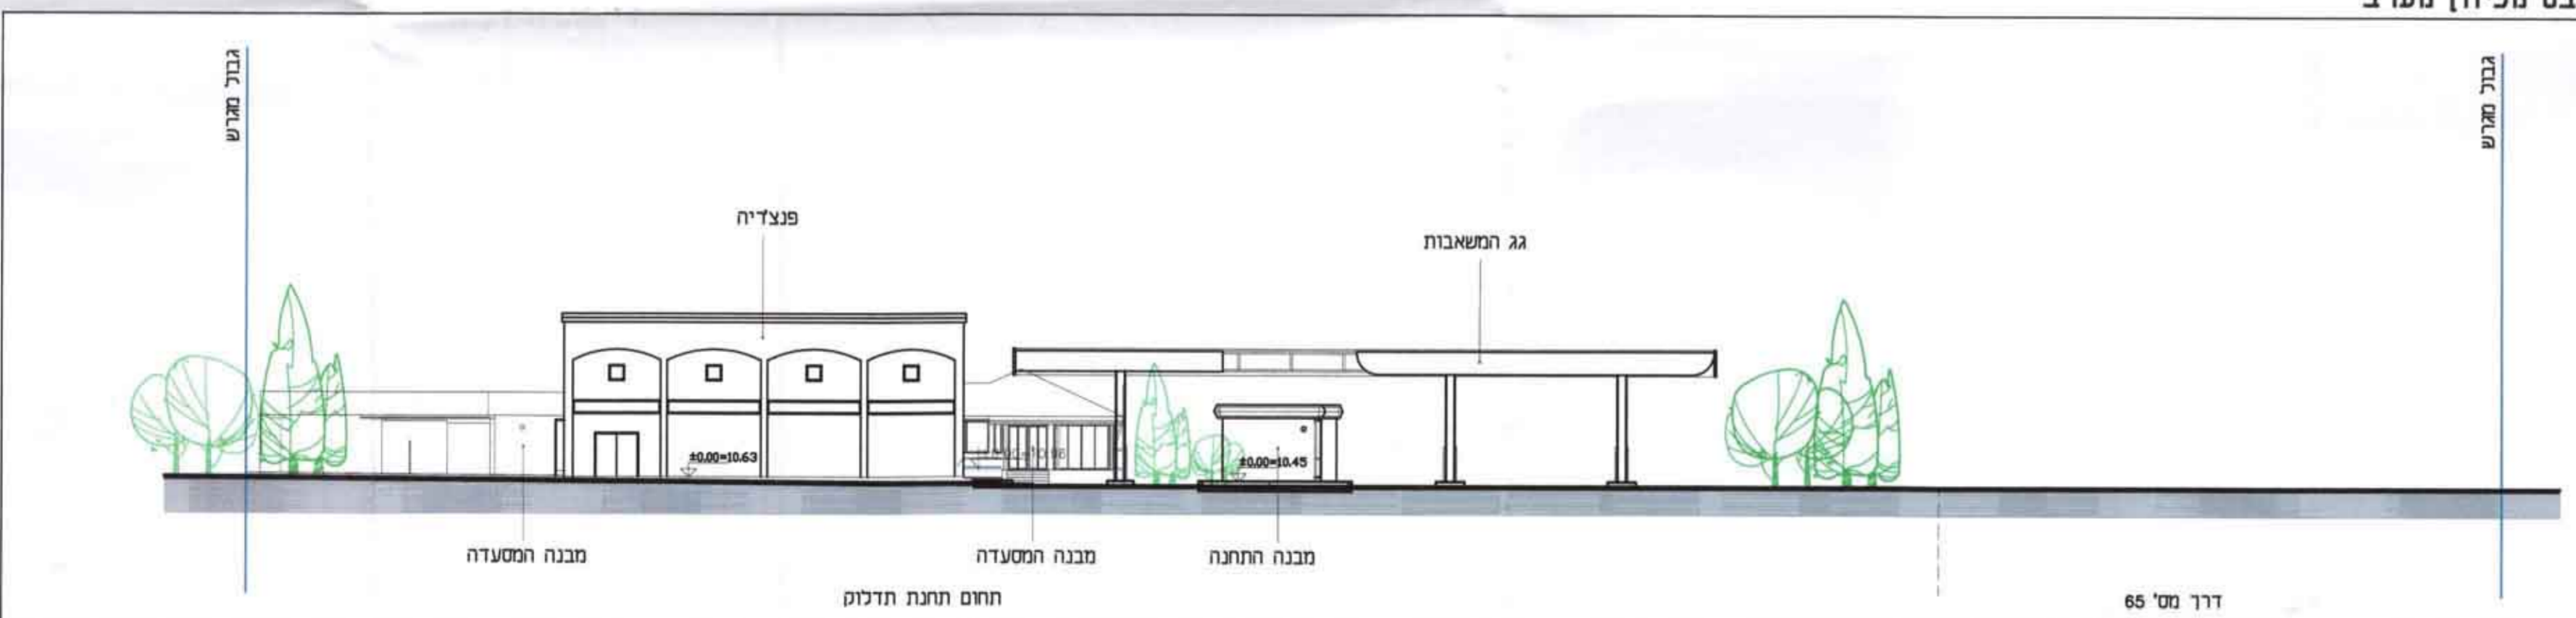 גבול מגרש
גבול מגרש
פנצ'ריה
גג המשאבות
±0.00=10.63
±0.00=10.45
מבנה המסעדה
מבנה המסעדה
מבנה התחנה
תחום תחנת תדלוק
דרך מס' 65